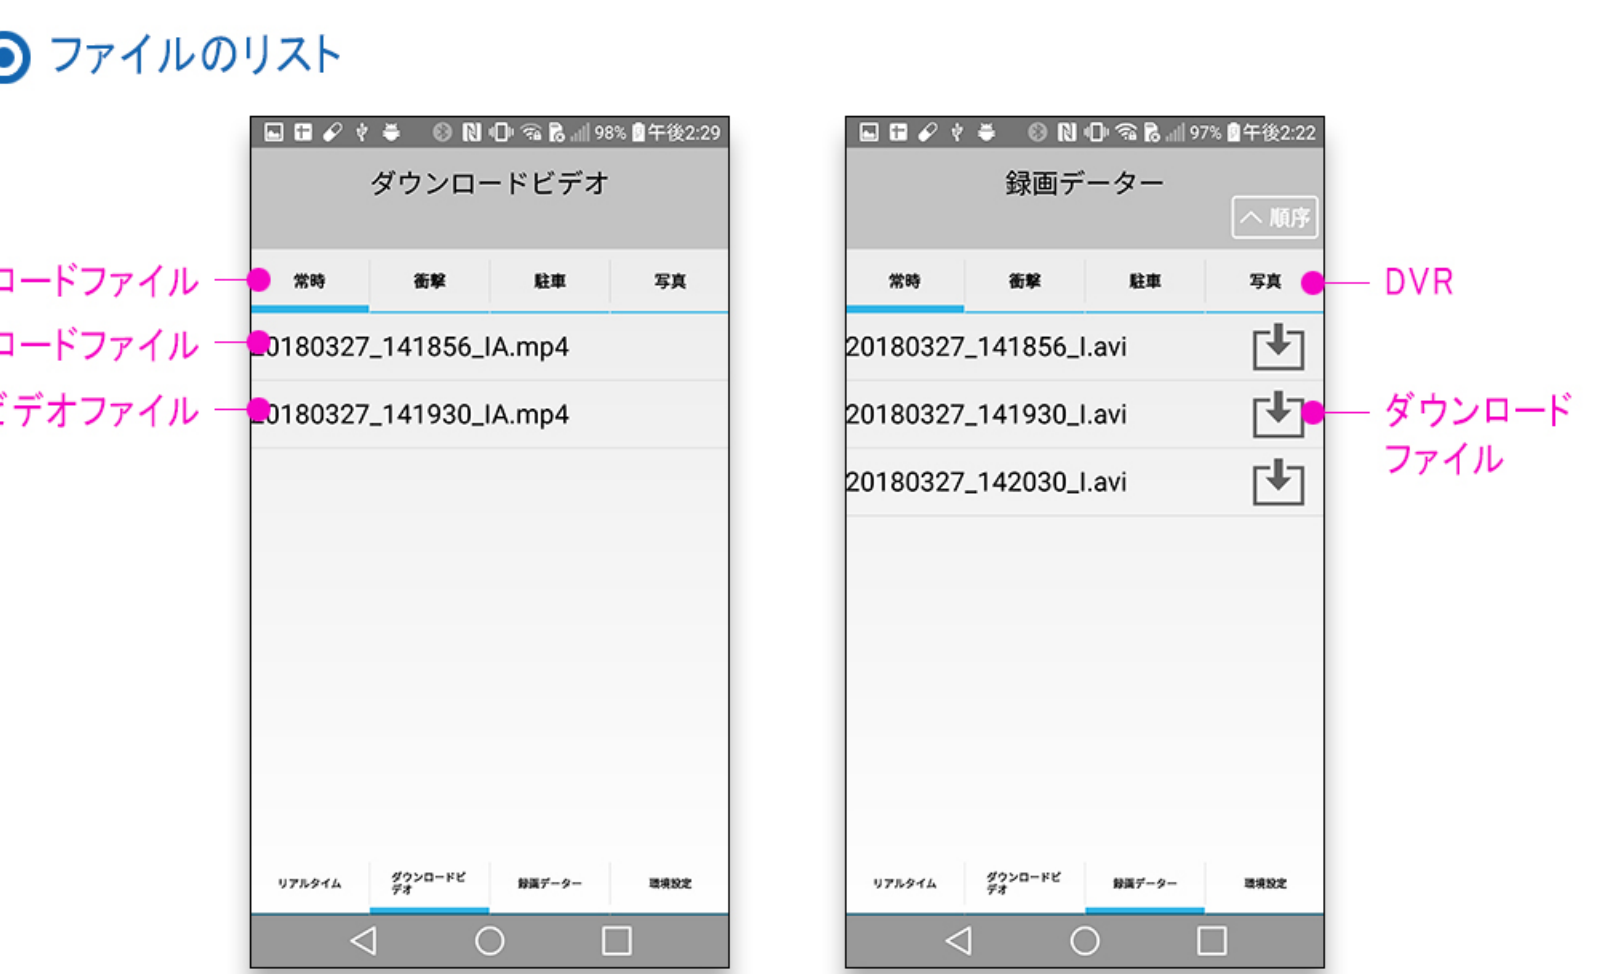 ファイルのリスト
98% 午後2:29
ダウンロードビデオ
常時 衝撃 駐車 写真
20180327_141856_IA.mp4
20180327_141930_IA.mp4
リアルタイム ダウンロードビ 録画データー 環境設定
デオ
ロードファイル
ロードファイル
ビデオファイル
97% 午後2:22
録画データー
順序
常時 衝撃 駐車 写真
20180327_141856_I.avi
20180327_141930_I.avi
20180327_142030_I.avi
リアルタイム ダウンロードビ 録画データー 環境設定
デオ
DVR
ダウンロード
ファイル